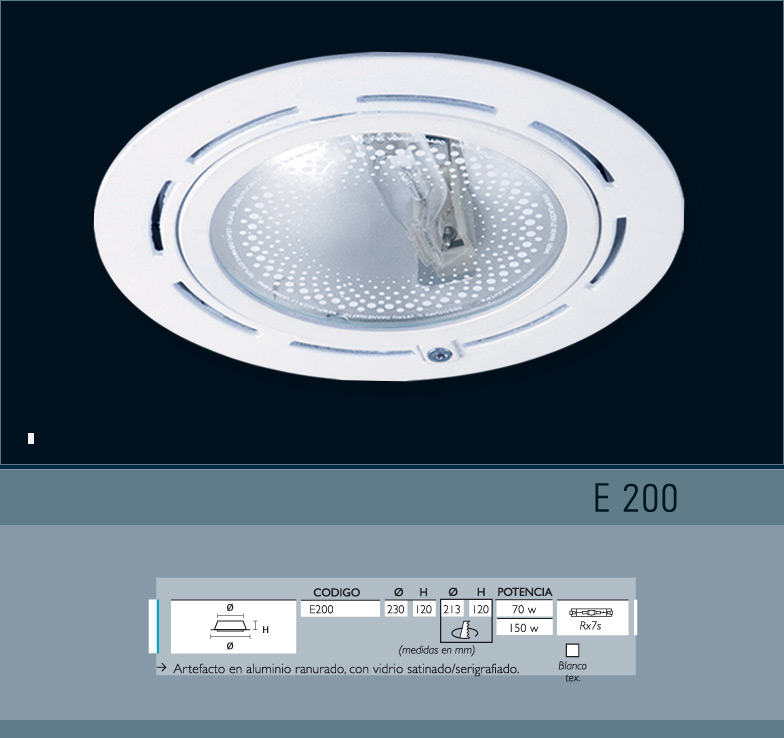 E 200
CODIGO Ø H Ø H POTENCIA
Ø
E200 230 120 213 120 70 w
H
150 w
Rx7s
Ø
(medidas en mm)
Blanco
tex.
→ Artefacto en aluminio ranurado, con vidrio satinado/serigrafiado.